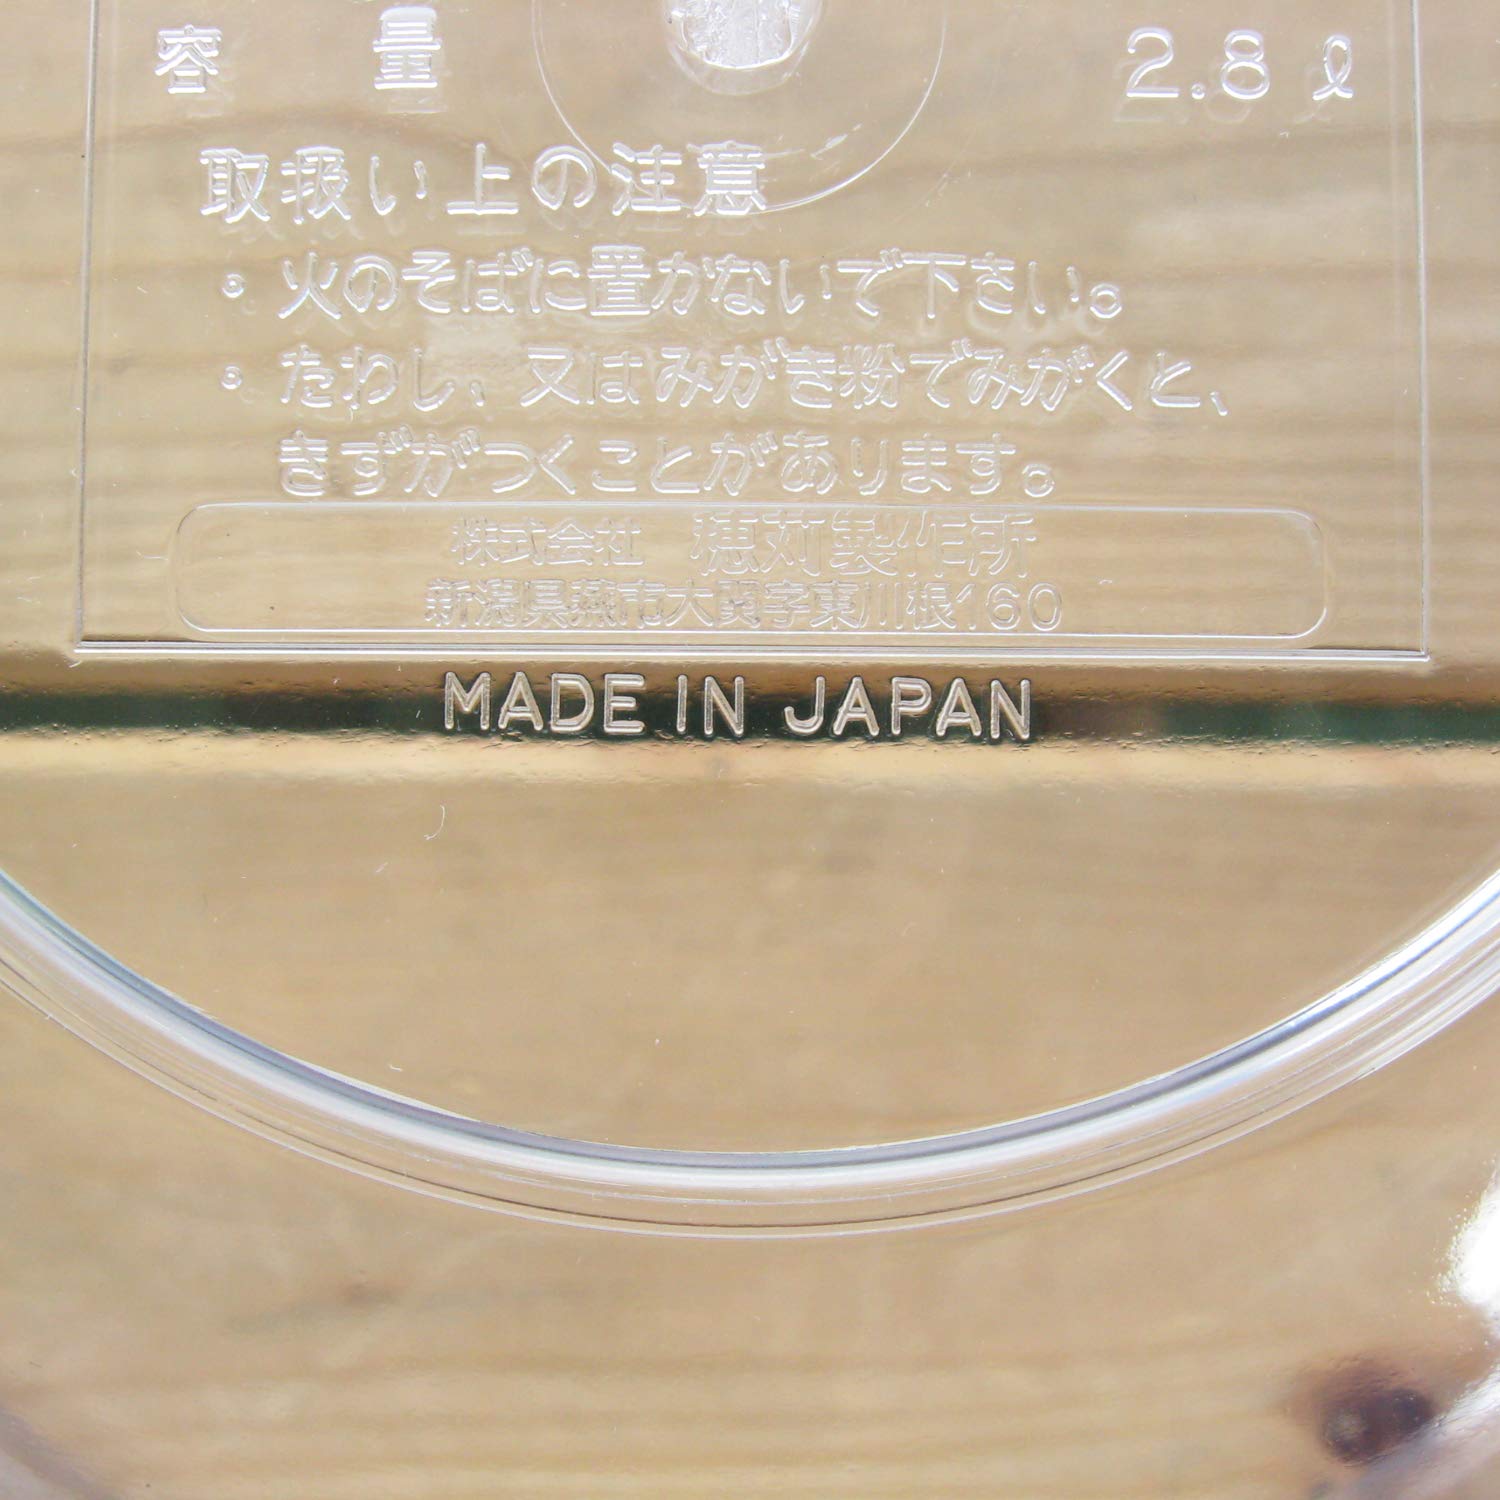 容量 2.8ℓ
取扱い上の注意
・火のそばに置かないで下さい。
・たわし、又はみがき粉でみがくと、
きずがつくことがあります。
株式会社 穂苅製作所
新潟県燕市大関字東川根160
MADE IN JAPAN